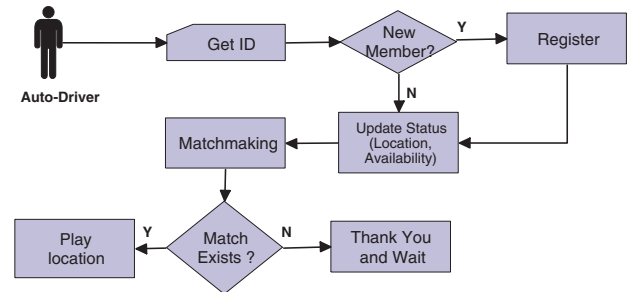 Auto-Driver
Get ID
New
Member?
Y
Register
N
Update Status
(Location,
Availability)
Matchmaking
Match
Exists ?
Y
Play
location
N
Thank You
and Wait